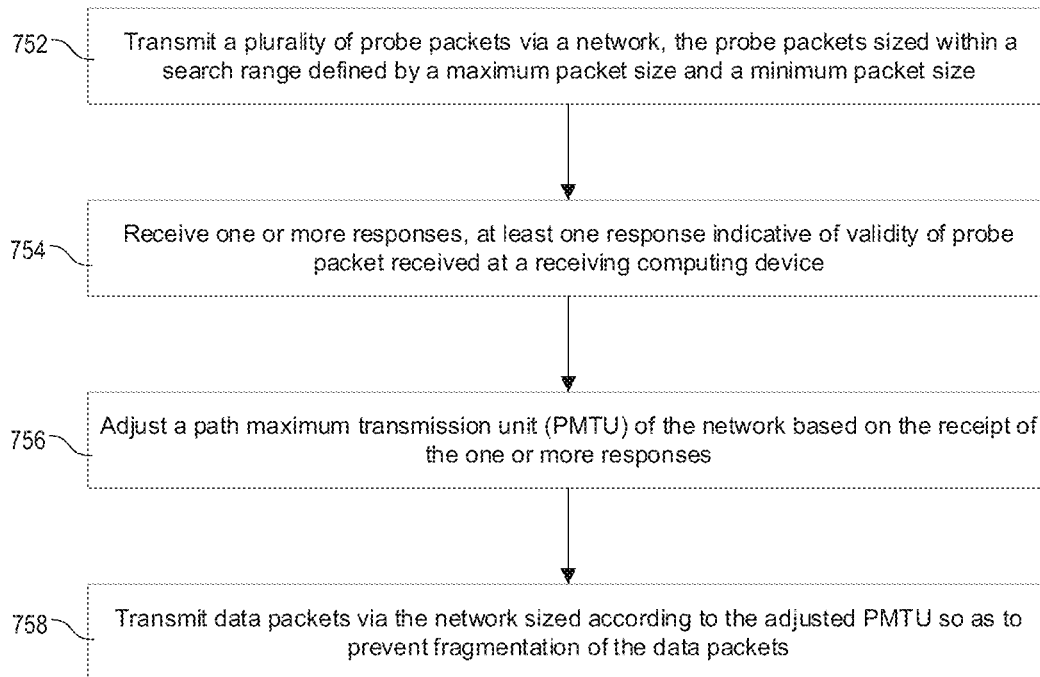 752
Transmit a plurality of probe packets via a network, the probe packets sized within a
search range defined by a maximum packet size and a minimum packet size
754
Receive one or more responses, at least one response indicative of validity of probe
packet received at a receiving computing device
756
Adjust a path maximum transmission unit (PMTU) of the network based on the receipt of
the one or more responses
758
Transmit data packets via the network sized according to the adjusted PMTU so as to
prevent fragmentation of the data packets